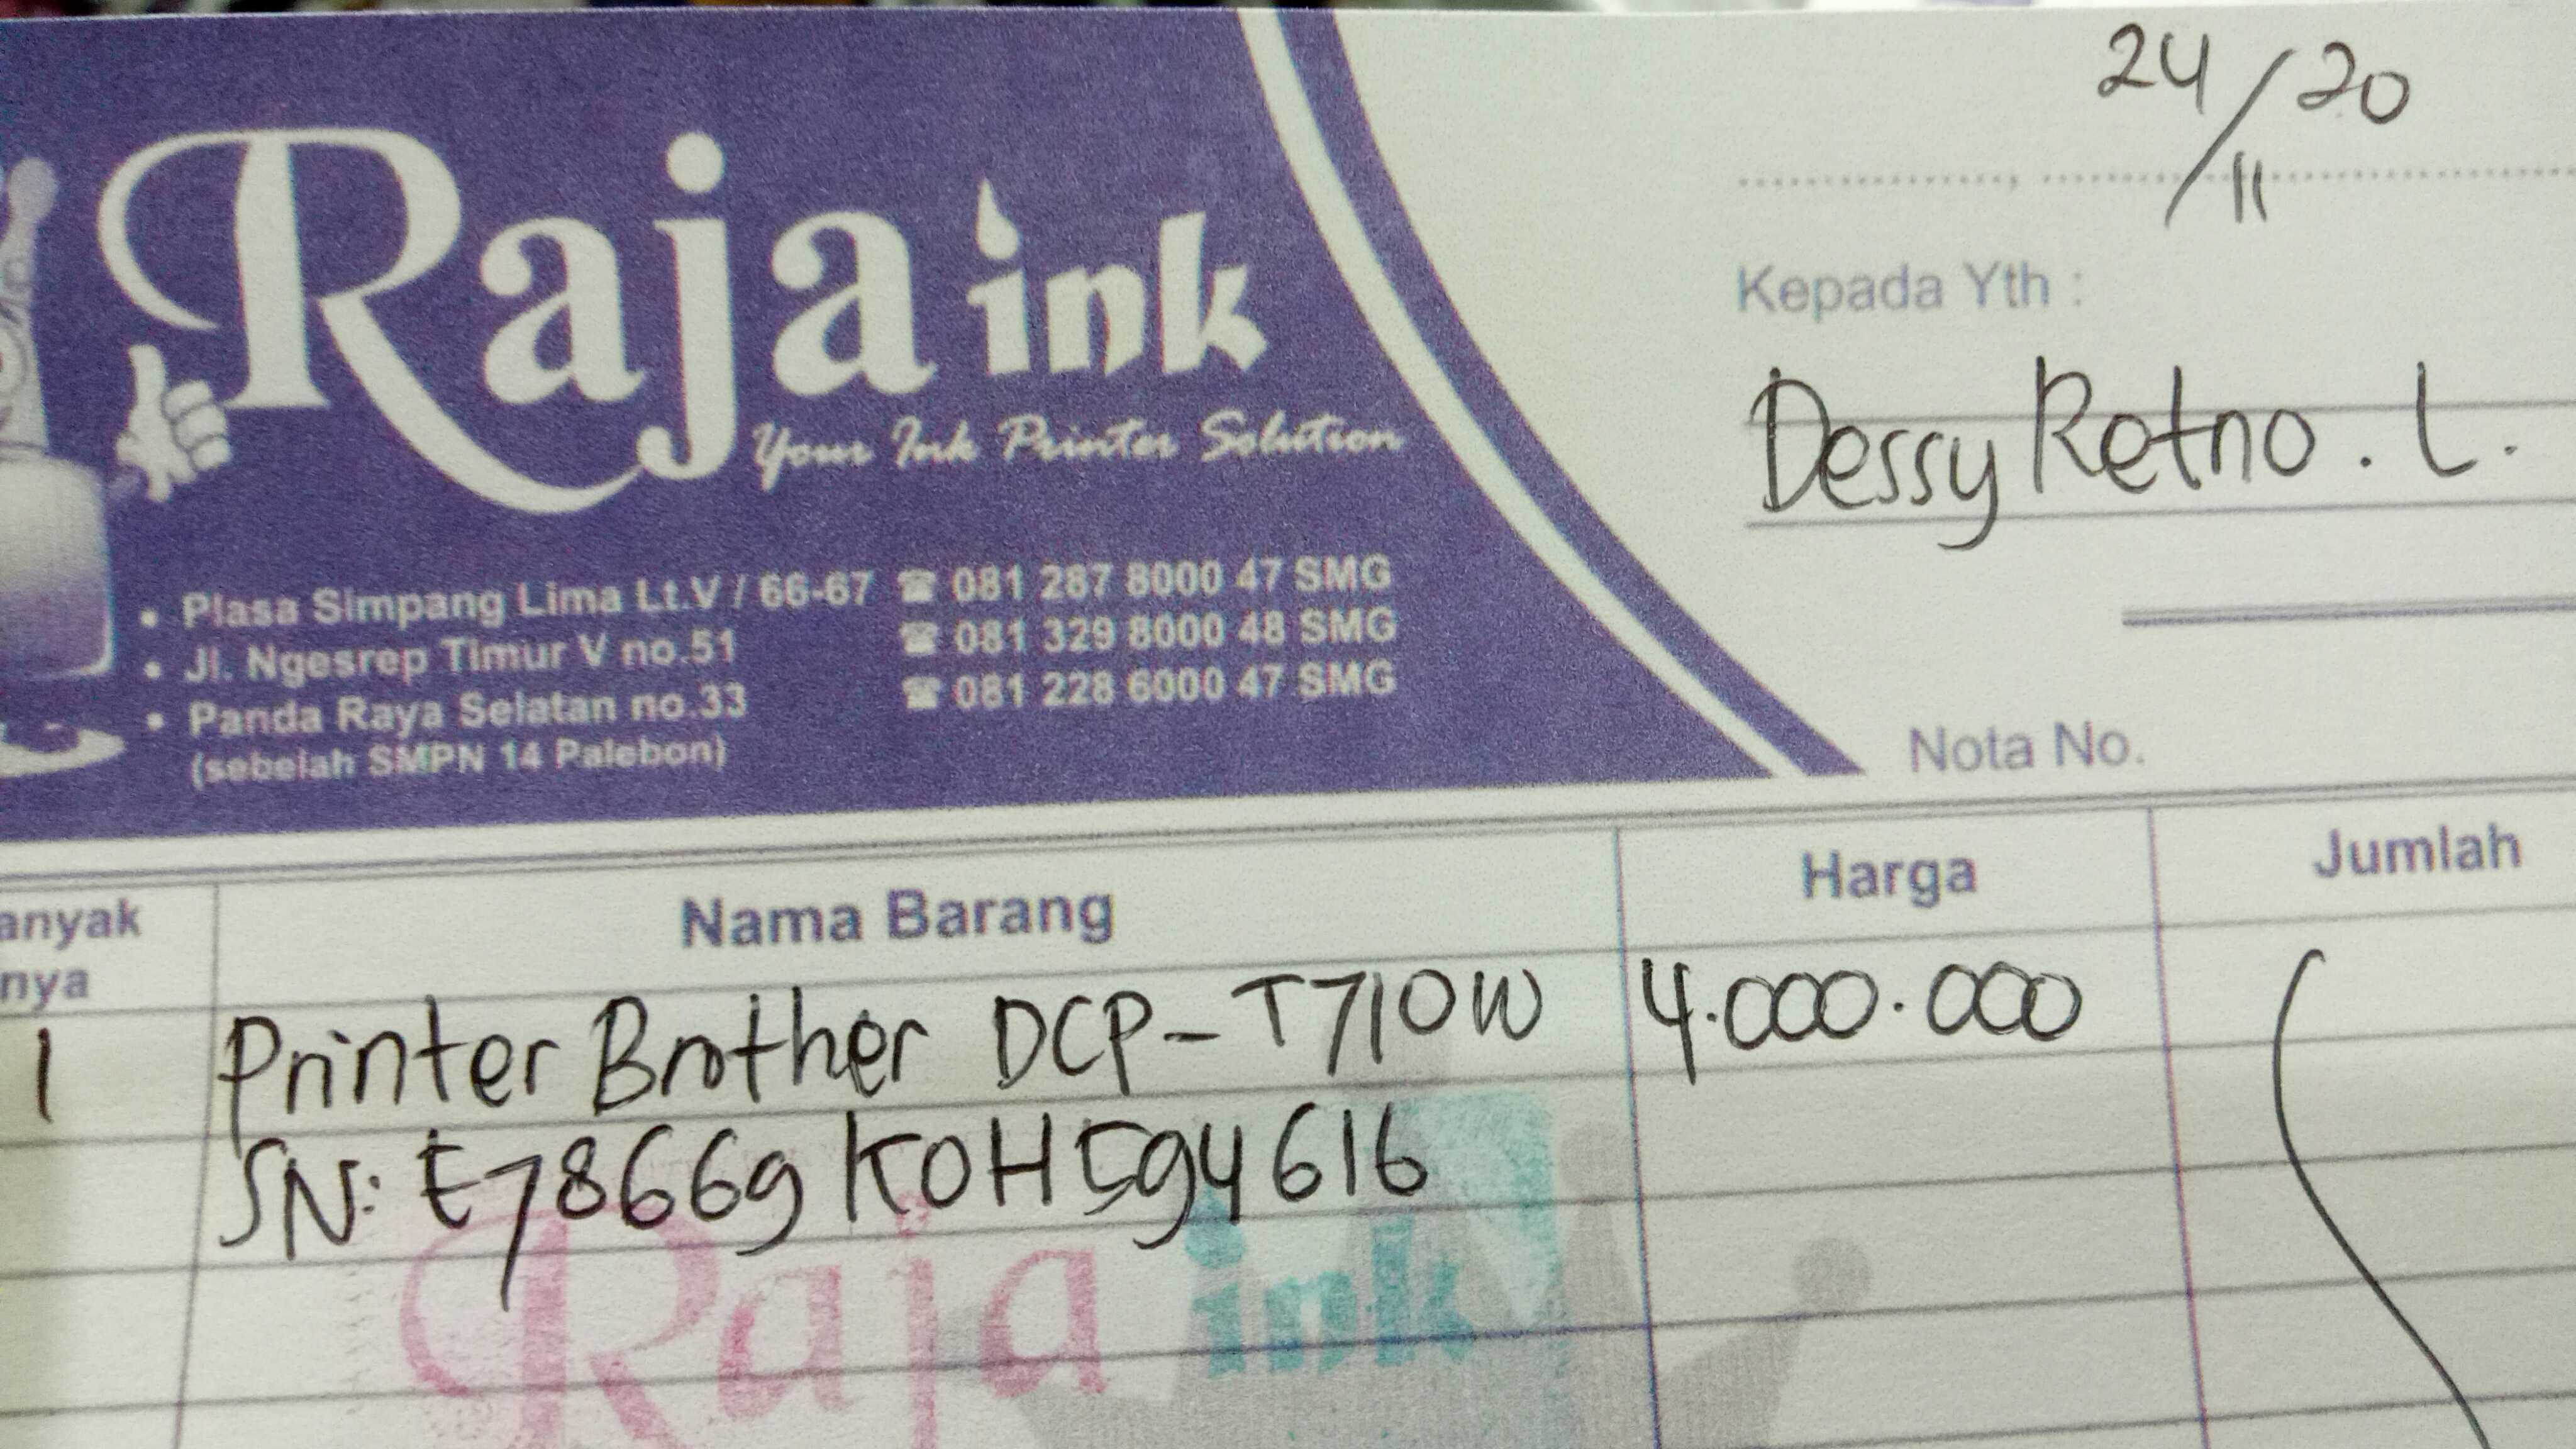 24/11/20
Raja ink
Your Ink Printer Solution
Kepada Yth :
Dessy Retno . L .
• Plasa Simpang Lima Lt.V / 66-67 ☎ 081 287 8000 47 SMG
• Jl. Ngesrep Timur V no.51 ☎ 081 329 8000 48 SMG
• Panda Raya Selatan no.33 ☎ 081 228 6000 47 SMG
(sebelah SMPN 14 Palebon)
Nota No.
anyak
nya
Nama Barang
Harga
Jumlah
1 Printer Brother DCP-T710W 4.000.000
SN: E78669K0H594616
Raja ink